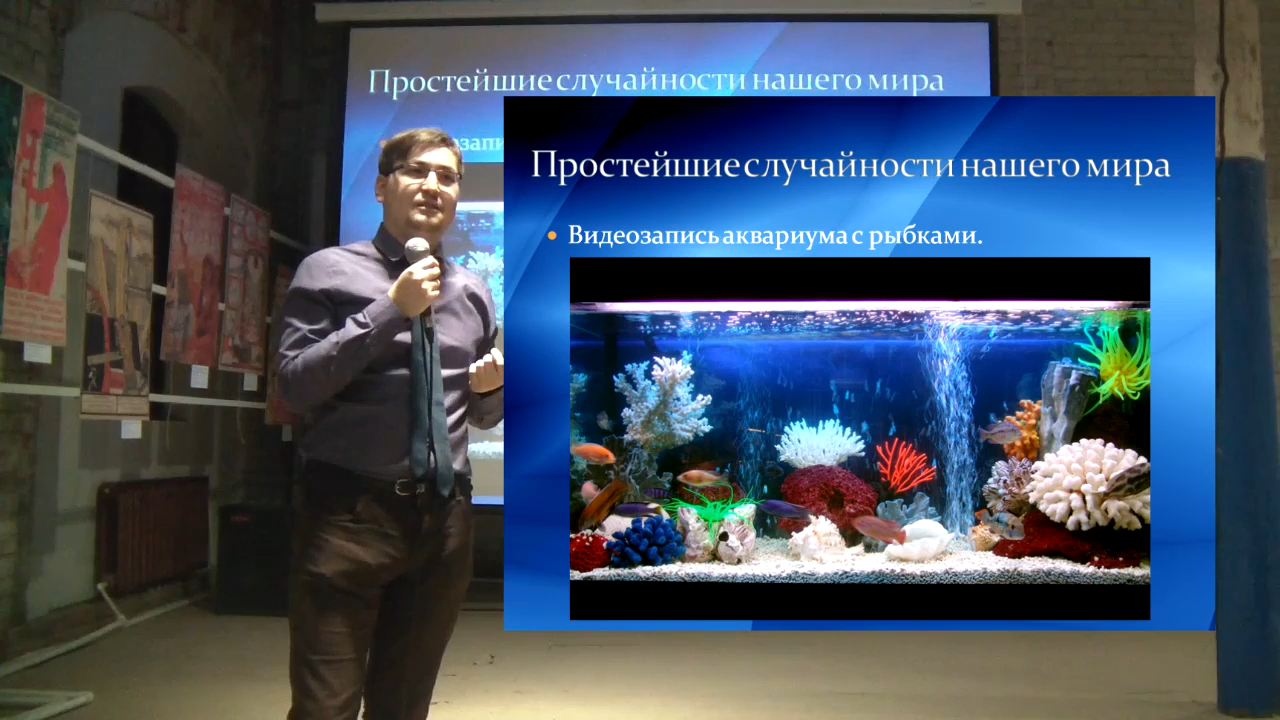 Простейшие случайности нашего мира
Простейшие случайности нашего мира
• Видеозапись аквариума с рыбками.